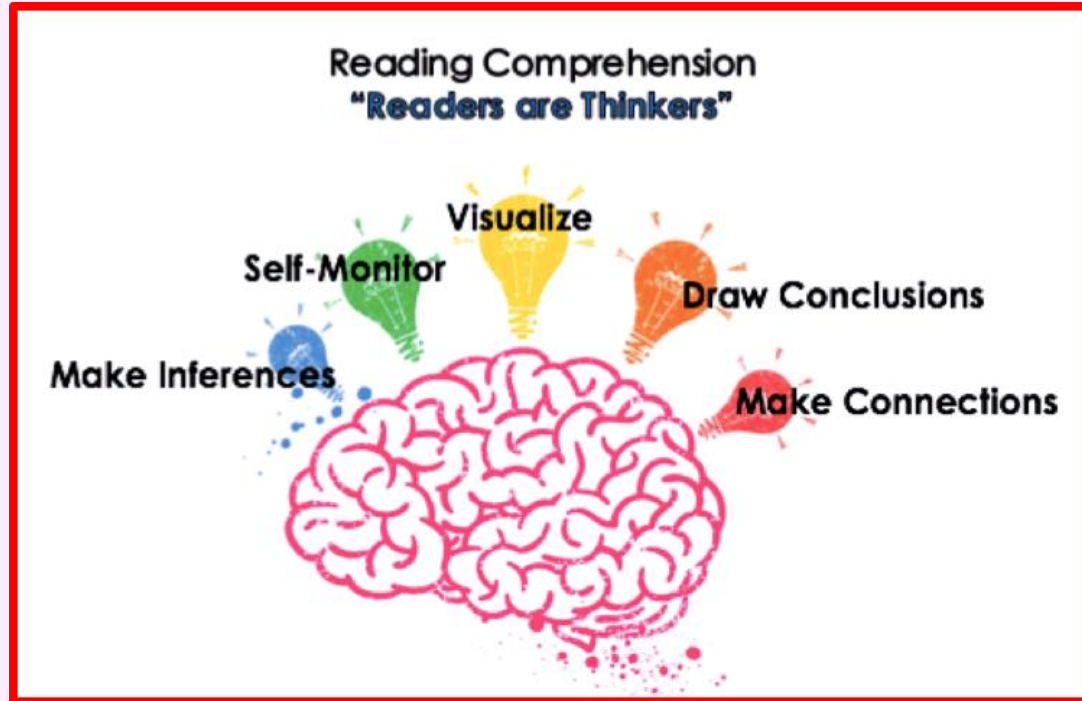 Reading Comprehension
“Readers are Thinkers”
Visualize
Self-Monitor
Draw Conclusions
Make Inferences
Make Connections